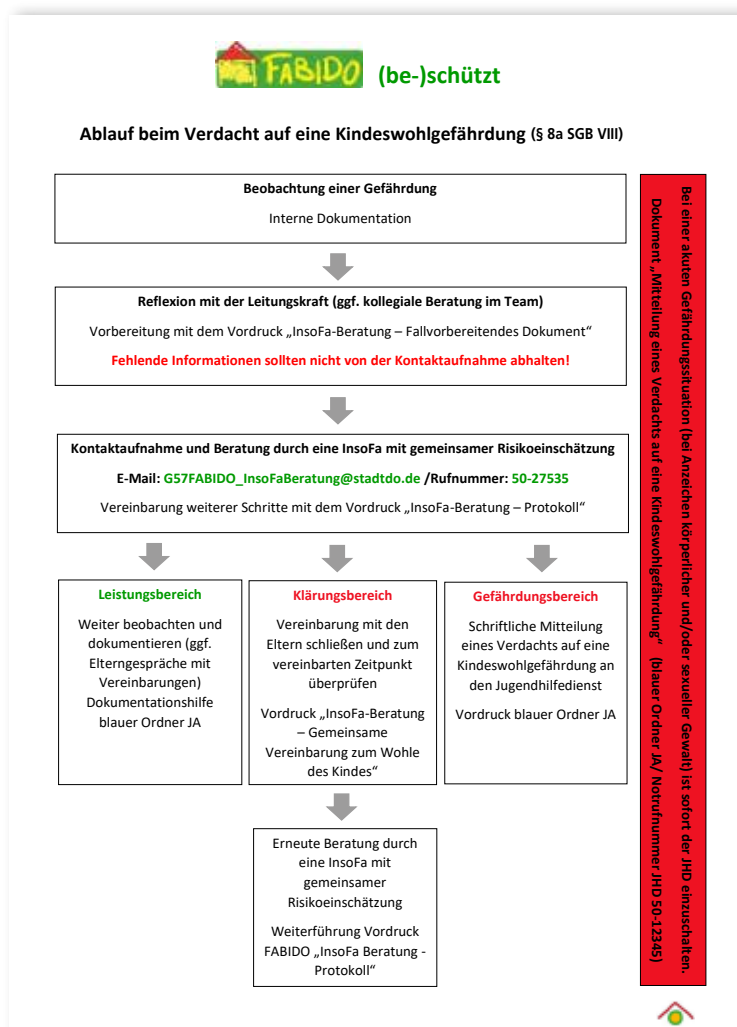 FABIDO (be-)schützt
Ablauf beim Verdacht auf eine Kindeswohlgefährdung (§ 8a SGB VIII)
Beobachtung einer Gefährdung
Interne Dokumentation
Reflexion mit der Leitungskraft (ggf. kollegiale Beratung im Team)
Vorbereitung mit dem Vordruck „InsoFa-Beratung – Fallvorbereitendes Dokument“
Fehlende Informationen sollten nicht von der Kontaktaufnahme abhalten!
Kontaktaufnahme und Beratung durch eine InsoFa mit gemeinsamer Risikoeinschätzung
E-Mail: G57FABIDO_InsoFaBeratung@stadtdo.de /Rufnummer: 50-27535
Vereinbarung weiterer Schritte mit dem Vordruck „InsoFa-Beratung – Protokoll“
Leistungsbereich
Weiter beobachten und
dokumentieren (ggf.
Elterngespräche mit
Vereinbarungen)
Dokumentationshilfe
blauer Ordner JA
Klärungsbereich
Vereinbarung mit den
Eltern schließen und zum
vereinbarten Zeitpunkt
überprüfen
Vordruck „InsoFa-Beratung
– Gemeinsame
Vereinbarung zum Wohle
des Kindes“
Gefährdungsbereich
Schriftliche Mitteilung
eines Verdachts auf eine
Kindeswohlgefährdung an
den Jugendhilfedienst
Vordruck blauer Ordner JA
Erneute Beratung durch
eine InsoFa mit
gemeinsamer
Risikoeinschätzung
Weiterführung Vordruck
FABIDO „InsoFa Beratung -
Protokoll“
Bei einer akuten Gefährdungssituation (bei Anzeichen körperlicher und/oder sexueller Gewalt) ist sofort der JHD einzuschalten.
Dokument „Mitteilung eines Verdachts auf eine Kindeswohlgefährdung“ (blauer Ordner JA/ Notrufnummer JHD 50-12345)